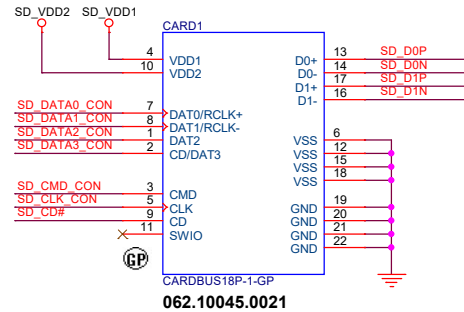 SD_VDD2 SD_VDD1
CARD1
4 VDD1 D0+ 13 SD_D0P
10 VDD2 D0- 14 SD_D0N
D1+ 17 SD_D1P
D1- 16 SD_D1N
SD_DATA0_CON 7 DAT0/RCLK+
SD_DATA1_CON 8 DAT1/RCLK-
SD_DATA2_CON 1 DAT2
SD_DATA3_CON 2 CD/DAT3
VSS 6
VSS 12
VSS 15
VSS 18
SD_CMD_CON 3 CMD
SD_CLK_CON 5 CLK
SD_CD# 9 CD
11 SWIO
GND 19
GND 20
GND 21
GND 22
GP
CARDBUS18P-1-GP
062.10045.0021